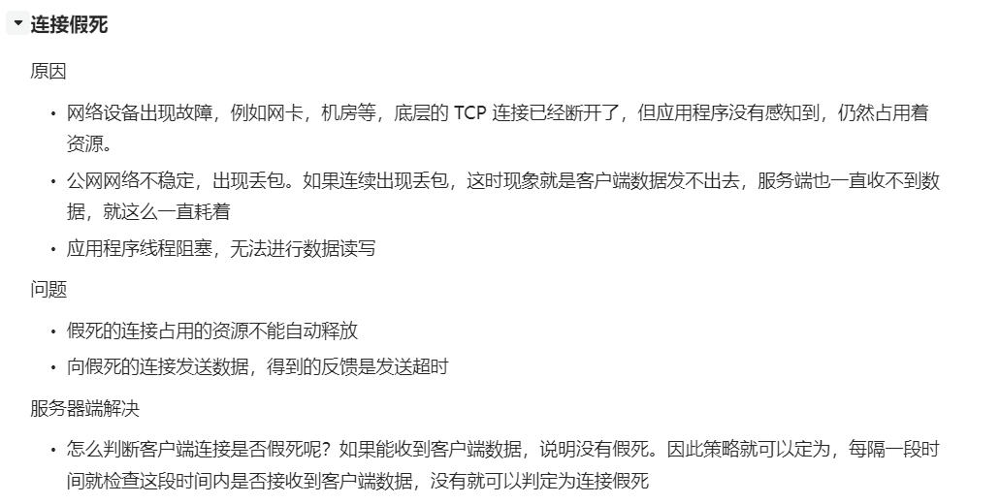 连接假死
原因
• 网络设备出现故障，例如网卡，机房等，底层的 TCP 连接已经断开了，但应用程序没有感知到，仍然占用着
资源。
• 公网网络不稳定，出现丢包。如果连续出现丢包，这时现象就是客户端数据发不出去，服务端也一直收不到数
据，就这么一直耗着
• 应用程序线程阻塞，无法进行数据读写
问题
• 假死的连接占用的资源不能自动释放
• 向假死的连接发送数据，得到的反馈是发送超时
服务器端解决
• 怎么判断客户端连接是否假死呢？如果能收到客户端数据，说明没有假死。因此策略就可以定为，每隔一段时
间就检查这段时间内是否接收到客户端数据，没有就可以判定为连接假死